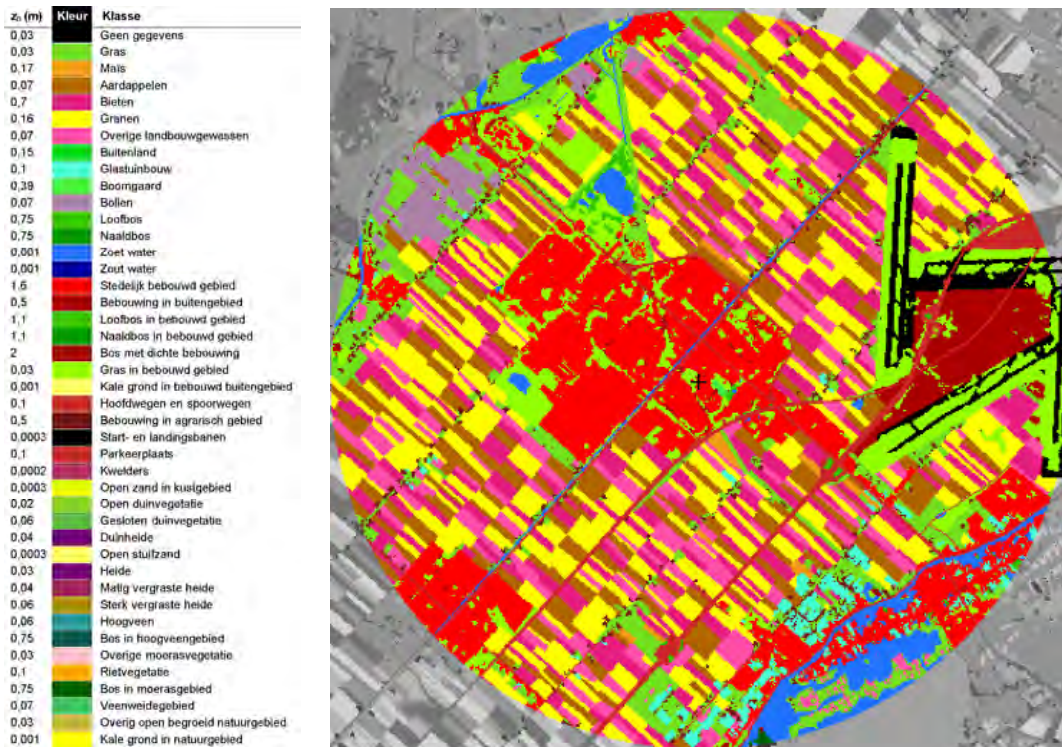 z₀ (m) Kleur Klasse
0,03 Geen gegevens
0,03 Gras
0,17 Maïs
0,07 Aardappelen
0,7 Bieten
0,16 Granen
0,07 Overige landbouwgewassen
0,15 Buitenland
0,1 Glastuinbouw
0,39 Boomgaard
0,07 Bollen
0,75 Loofbos
0,75 Naaldbos
0,001 Zoet water
0,001 Zout water
1,6 Stedelijk bebouwd gebied
0,5 Bebouwing in buitengebied
1,1 Loofbos in bebouwd gebied
1,1 Naaldbos in bebouwd gebied
2 Bos met dichte bebouwing
0,03 Gras in bebouwd gebied
0,001 Kale grond in bebouwd buitengebied
0,1 Hoofdwegen en spoorwegen
0,5 Bebouwing in agrarisch gebied
0,0003 Start- en landingsbanen
0,1 Parkeerplaats
0,0002 Kwelders
0,0003 Open zand in kustgebied
0,02 Open duinvegetatie
0,06 Gesloten duinvegetatie
0,04 Duinheide
0,0003 Open stuifzand
0,03 Heide
0,04 Matig vergraste heide
0,06 Sterk vergraste heide
0,06 Hoogveen
0,75 Bos in hoogveengebied
0,03 Overige moerasvegetatie
0,1 Rietvegetatie
0,75 Bos in moerasgebied
0,07 Veenweidegebied
0,03 Overig open begroeid natuurgebied
0,001 Kale grond in natuurgebied